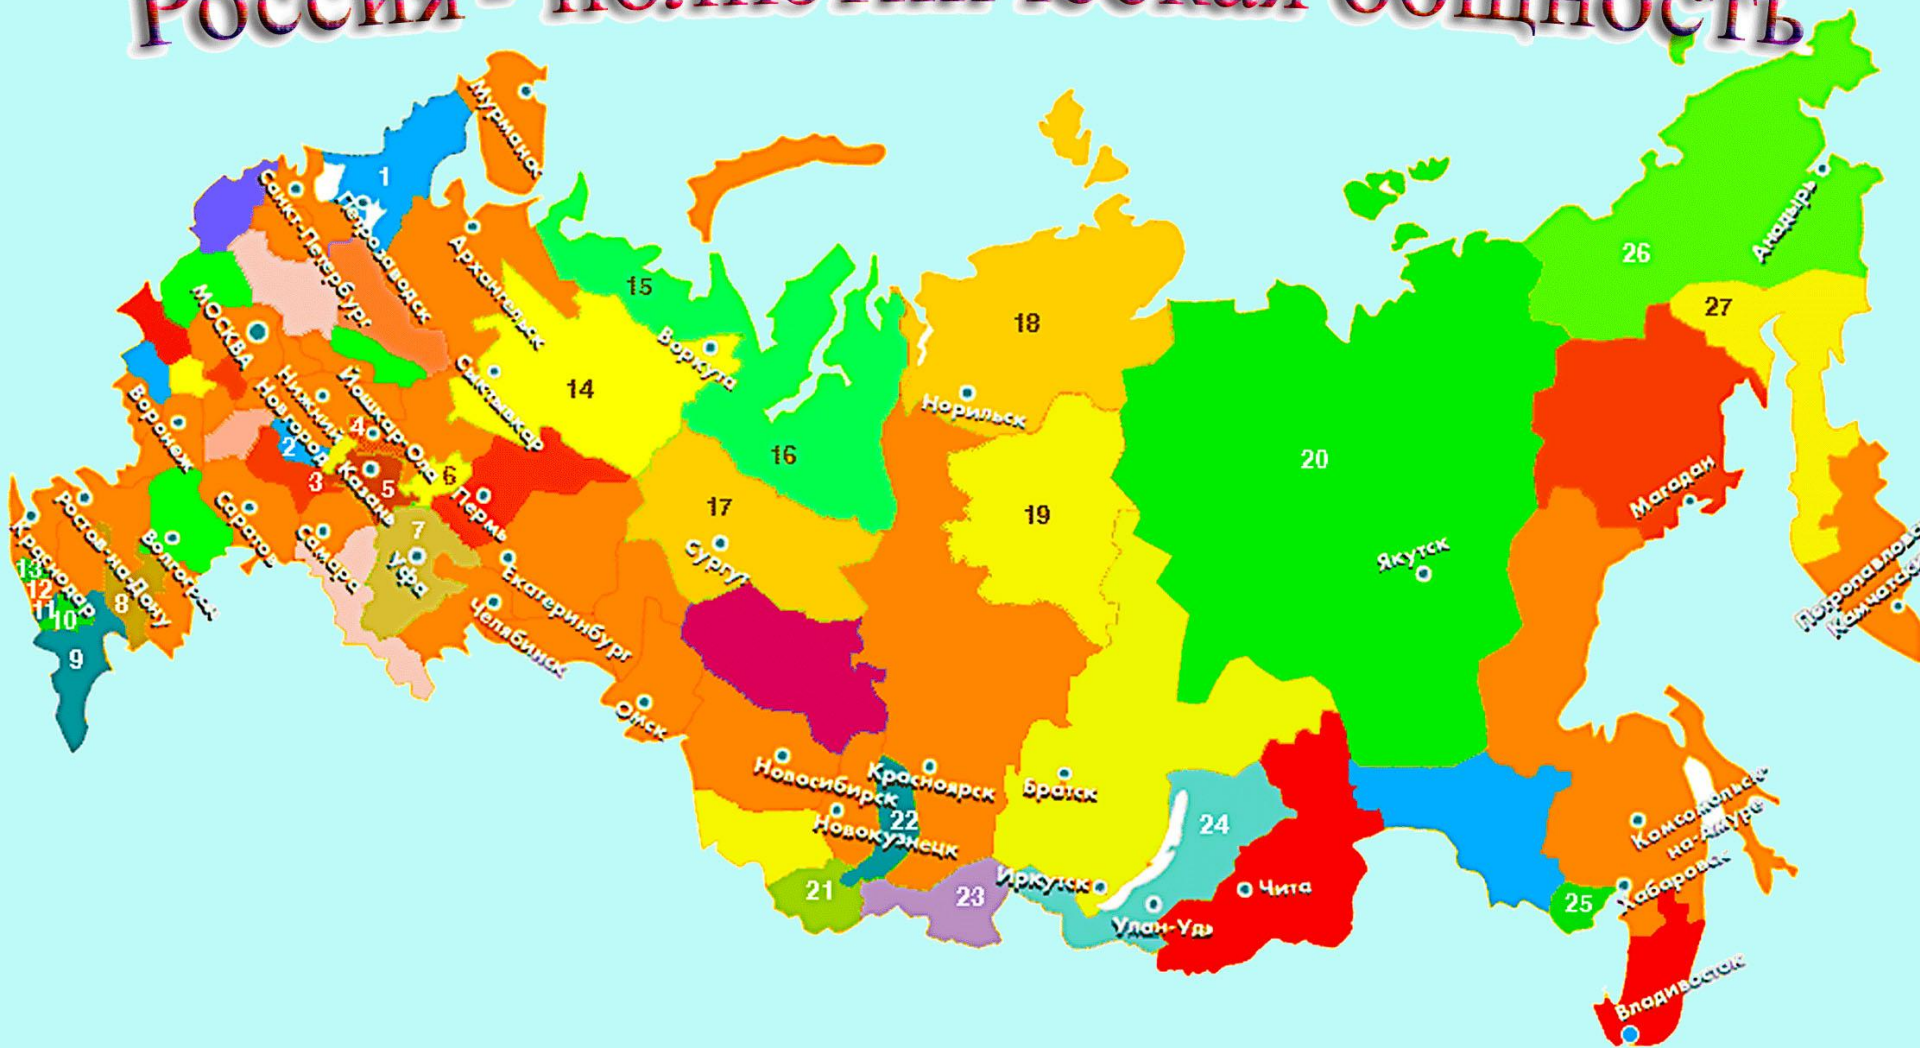 Россия - полиэтническая общность
Мурманск
1
Санкт-Петербург
Петрозаводск
Архангельск
Анадырь
26
15
27
МОСКВА
18
Воркута
Сыктывкар
14
Норильск
Нижний
Новгород
Йошкар-Ола
Воронеж
4
2
16
20
3
5
6
Казань
Пермь
Магадан
17
19
Ростов-на-Дону
Краснодар
Саратов
Самара
7
Уфа
Сургут
Якутск
Волгоград
Екатеринбург
Челябинск
13
12
11
10
8
9
Петропавловск
Камчатский
Омск
Новосибирск
Красноярск
Братск
22
Новокузнецк
24
Комсомольск-
на-Амуре
Хабаровск
21
23
Иркутск
Чита
25
Улан-Удэ
Владивосток